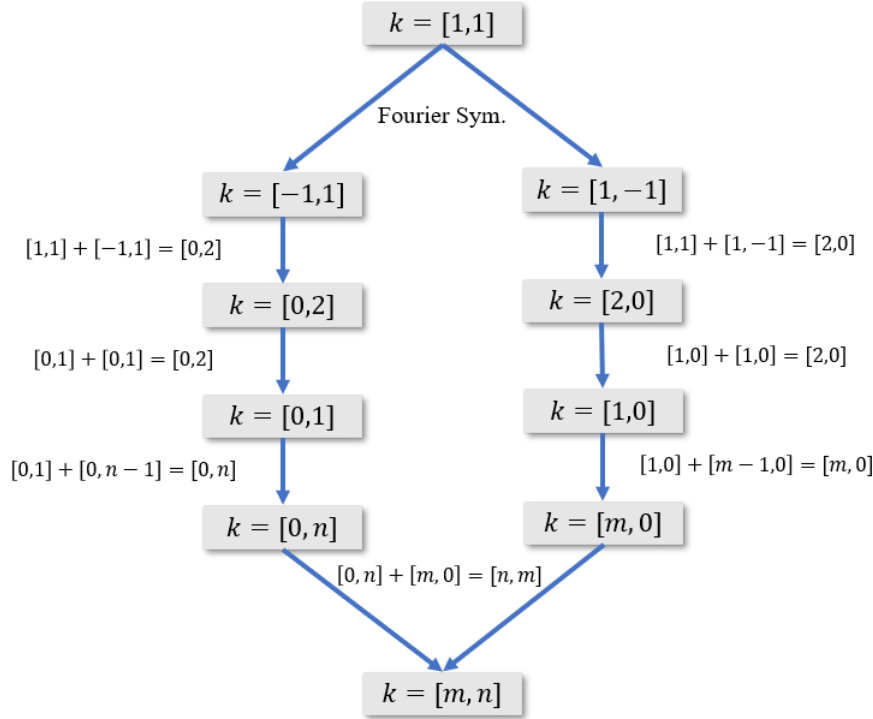 k = [1,1]
Fourier Sym.
k = [−1,1]
k = [1, −1]
[1,1] + [−1,1] = [0,2]
[1,1] + [1, −1] = [2,0]
k = [0,2]
k = [2,0]
[0,1] + [0,1] = [0,2]
[1,0] + [1,0] = [2,0]
k = [0,1]
k = [1,0]
[0,1] + [0, n − 1] = [0, n]
[1,0] + [m − 1,0] = [m, 0]
k = [0, n]
k = [m, 0]
[0, n] + [m, 0] = [n, m]
k = [m, n]